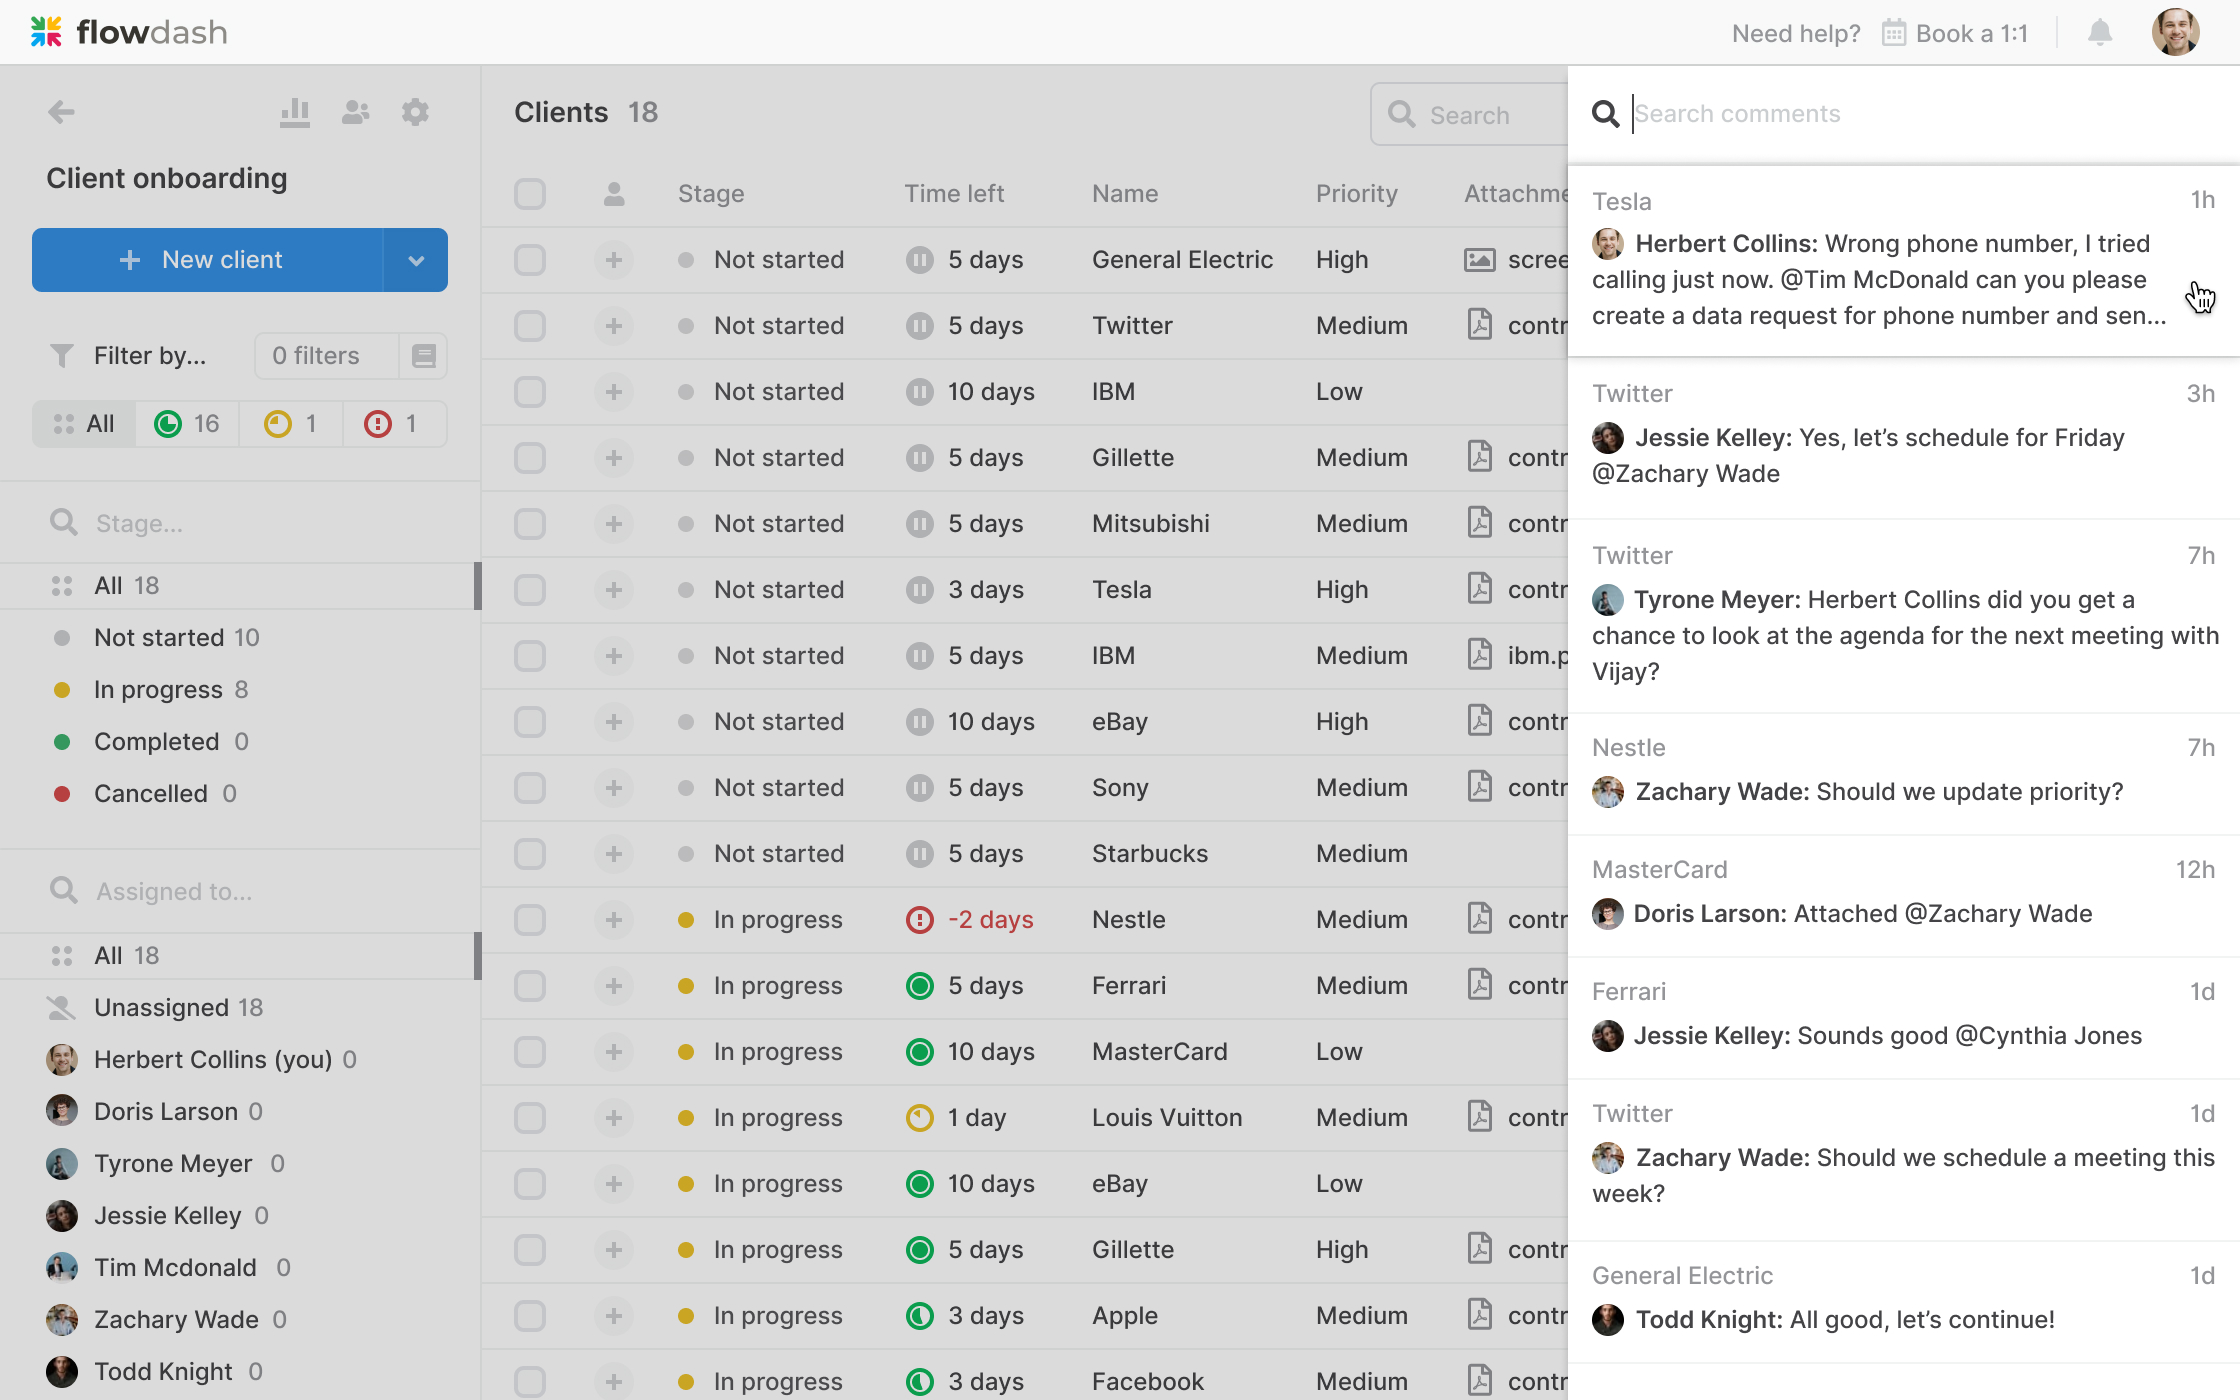 flowdash
Need help?
Book a 1:1
Client onboarding
New client
Filter by...
0 filters
All
16
1
1
Stage...
All 18
Not started 10
In progress 8
Completed 0
Cancelled 0
Assigned to...
All 18
Unassigned 18
Herbert Collins (you) 0
Doris Larson 0
Tyrone Meyer 0
Jessie Kelley 0
Tim Mcdonald 0
Zachary Wade 0
Todd Knight 0
Clients 18
Search
Stage Time left Name Priority Attachme
Not started 5 days General Electric High scree
Not started 5 days Twitter Medium contr
Not started 10 days IBM Low
Not started 5 days Gillette Medium contr
Not started 5 days Mitsubishi Medium contr
Not started 3 days Tesla High contr
Not started 5 days IBM Medium ibm.p
Not started 10 days eBay High contr
Not started 5 days Sony Medium contr
Not started 5 days Starbucks Medium
In progress -2 days Nestle Medium contr
In progress 5 days Ferrari Medium contr
In progress 10 days MasterCard Low
In progress 1 day Louis Vuitton Medium contr
In progress 10 days eBay Low
In progress 5 days Gillette High contr
In progress 3 days Apple Medium contr
In progress 3 days Facebook Medium contr
Search comments
Tesla 1h
Herbert Collins: Wrong phone number, I tried
calling just now. @Tim McDonald can you please
create a data request for phone number and sen...
Twitter 3h
Jessie Kelley: Yes, let's schedule for Friday
@Zachary Wade
Twitter 7h
Tyrone Meyer: Herbert Collins did you get a
chance to look at the agenda for the next meeting with
Vijay?
Nestle 7h
Zachary Wade: Should we update priority?
MasterCard 12h
Doris Larson: Attached @Zachary Wade
Ferrari 1d
Jessie Kelley: Sounds good @Cynthia Jones
Twitter 1d
Zachary Wade: Should we schedule a meeting this
week?
General Electric 1d
Todd Knight: All good, let's continue!